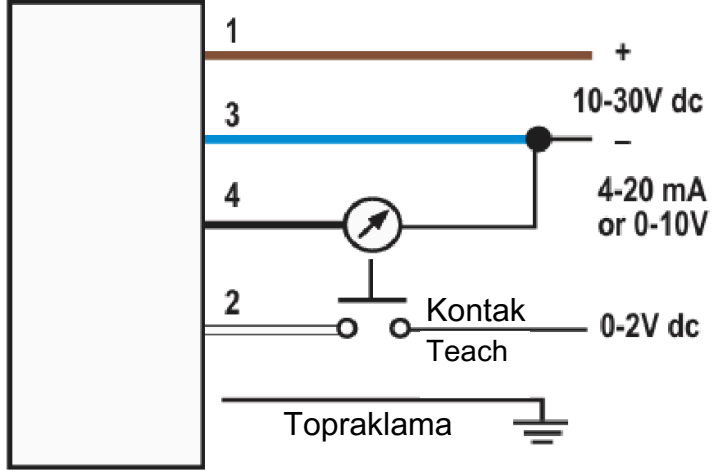 1
+
10-30V dc
3
–
4
4-20 mA
or 0-10V
2
Kontak
Teach
0-2V dc
Topraklama